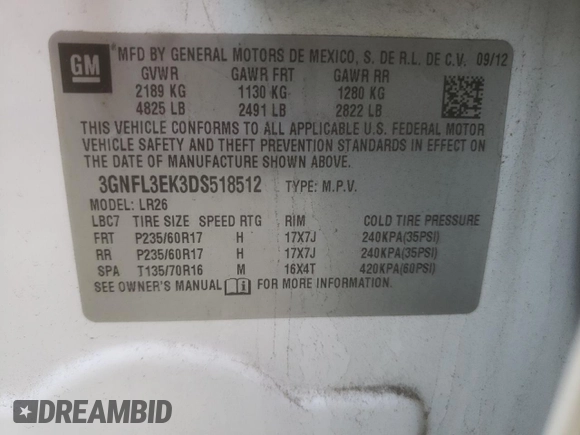 GM
MFD BY GENERAL MOTORS DE MEXICO, S. DE R.L. DE C.V. 09/12
GVWR GAWR FRT GAWR RR
2189 KG 1130 KG 1280 KG
4825 LB 2491 LB 2822 LB
THIS VEHICLE CONFORMS TO ALL APPLICABLE U.S. FEDERAL MOTOR
VEHICLE SAFETY AND THEFT PREVENTION STANDARDS IN EFFECT
ON THE DATE OF MANUFACTURE SHOWN ABOVE.
3GNFL3EK3DS518512 TYPE: M.P.V.
MODEL: LR26
LBC7 TIRE SIZE SPEED RTG RIM COLD TIRE PRESSURE
FRT P235/60R17 H 17X7J 240KPA(35PSI)
RR P235/60R17 H 17X7J 240KPA(35PSI)
SPA T135/70R16 M 16X4T 420KPA(60PSI)
SEE OWNER'S MANUAL FOR MORE INFORMATION.
DREAMBID